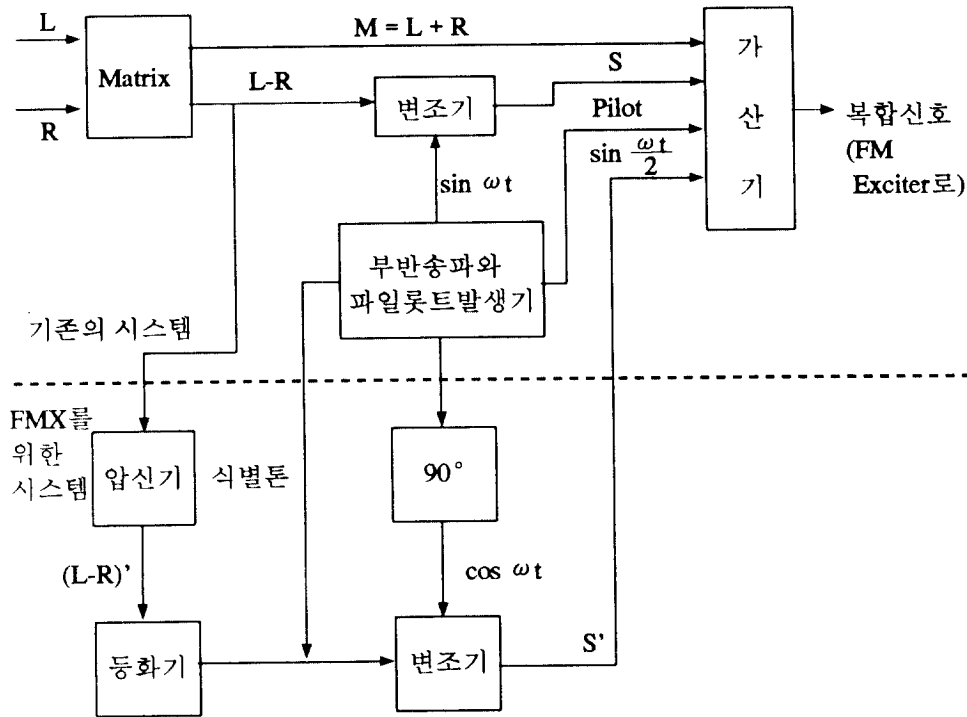 L
M = L + R
가
Matrix
L-R
S
변조기
Pilot
산
복합신호
(FM
Exciter로)
R
sin ωt
sin ωt/2
기
부반송파와
파일롯트발생기
기존의 시스템
FMX를
위한
시스템
압신기
식별톤
90°
(L-R)'
cos ωt
등화기
변조기
S'